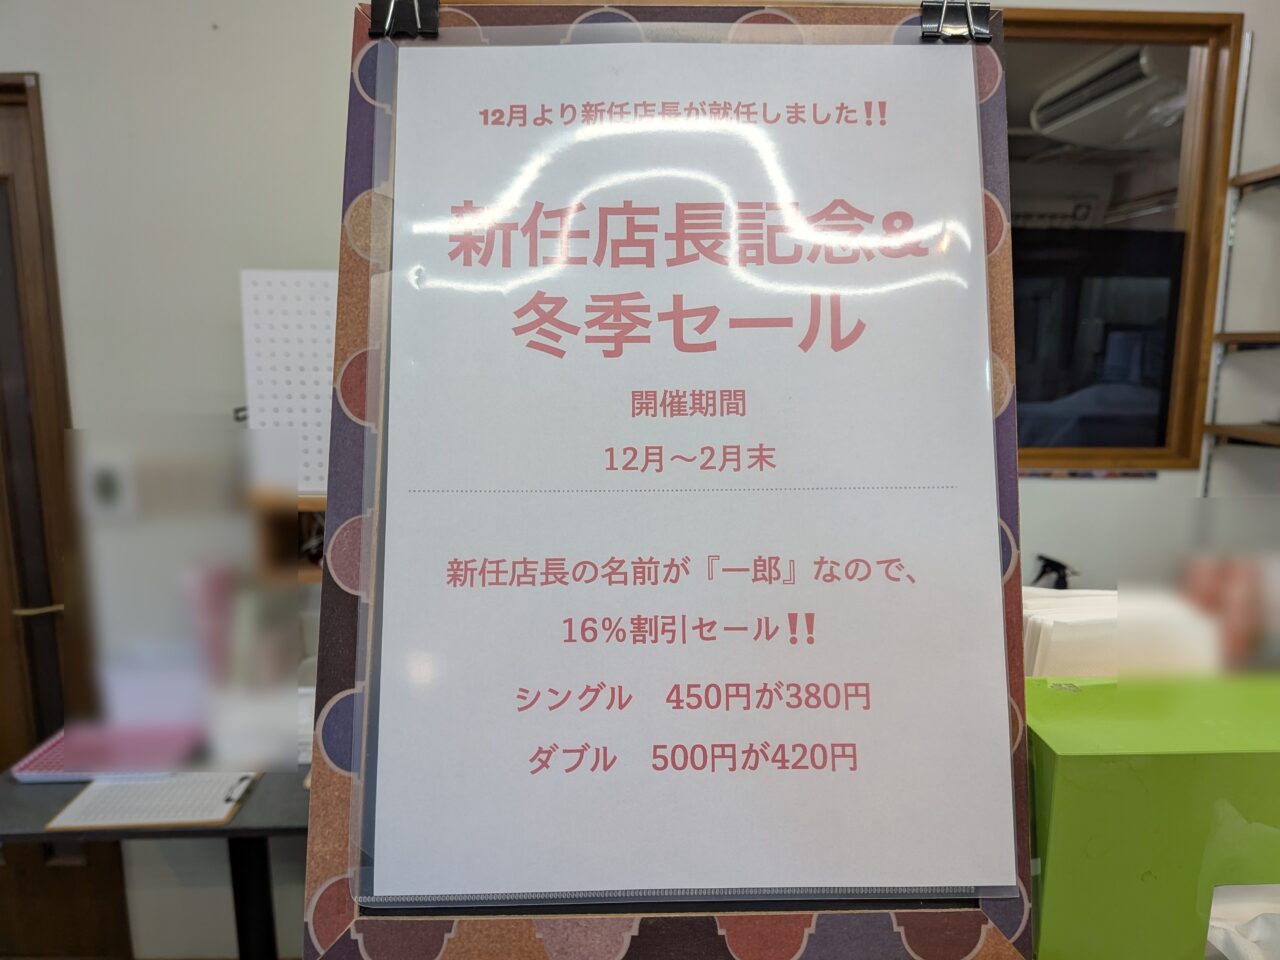 12月より新任店長が就任しました!!
新任店長記念&
冬季セール
開催期間
12月～2月末
新任店長の名前が『一郎』なので、
16%割引セール!!
シングル　450円が380円
ダブル　500円が420円